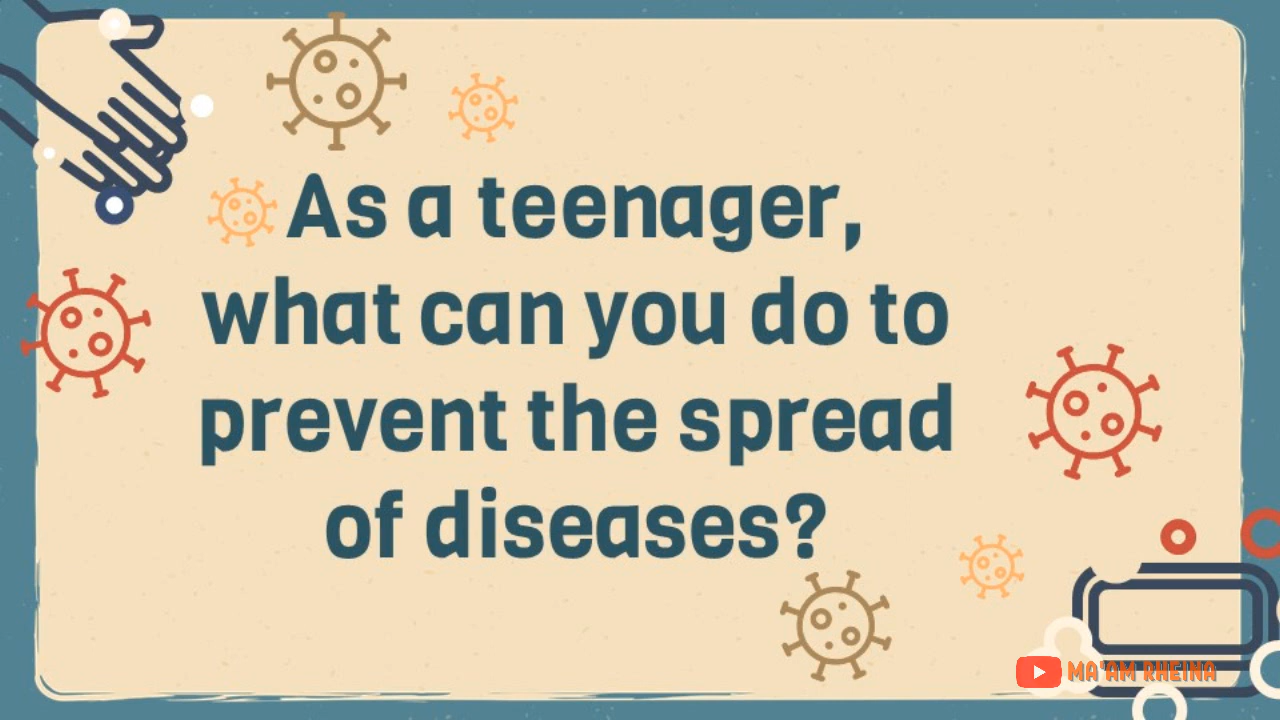 As a teenager,
what can you do to
prevent the spread
of diseases?
MA'AM RHEINA